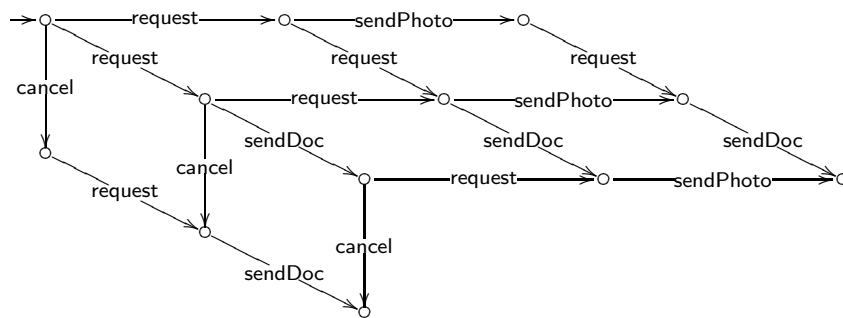 request sendPhoto
request request request
cancel
request sendPhoto
sendDoc sendDoc sendDoc
cancel
request sendPhoto
request
cancel
sendDoc